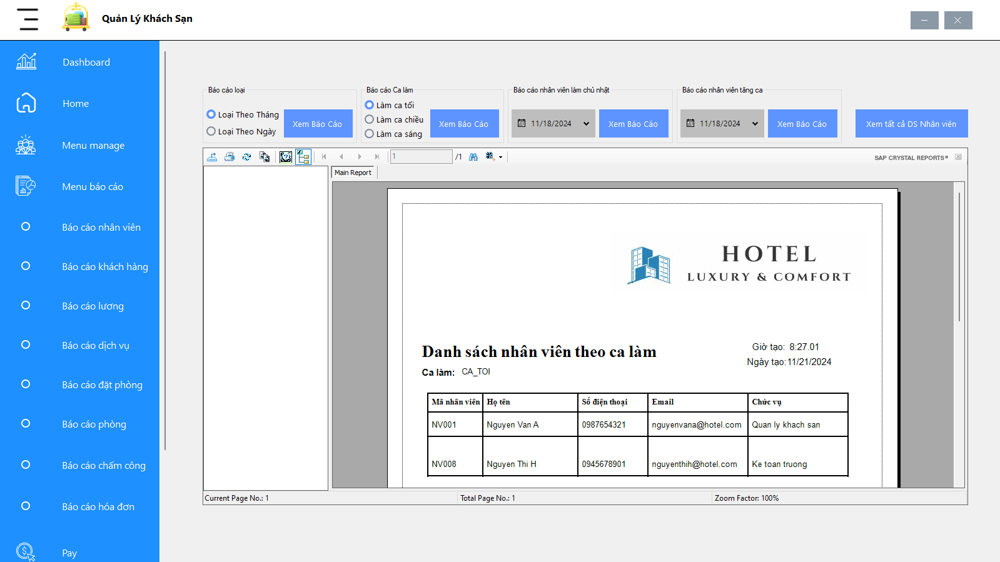 Quản Lý Khách Sạn
Dashboard
Home
Menu manage
Menu báo cáo
Báo cáo nhân viên
Báo cáo khách hàng
Báo cáo lương
Báo cáo dịch vụ
Báo cáo đặt phòng
Báo cáo phòng
Báo cáo chấm công
Báo cáo hóa đơn
Pay
Báo cáo loại
Loại Theo Tháng
Loại Theo Ngày
Xem Báo Cáo
Báo cáo Ca làm
Làm ca tối
Làm ca chiều
Làm ca sáng
Xem Báo Cáo
Báo cáo nhân viên làm chủ nhật
11/18/2024
Xem Báo Cáo
Báo cáo nhân viên tăng ca
11/18/2024
Xem Báo Cáo
Xem tất cả DS Nhân viên
1 /1
SAP CRYSTAL REPORTS®
Main Report
HOTEL
LUXURY & COMFORT
Danh sách nhân viên theo ca làm
Giờ tạo: 8:27.01
Ngày tạo: 11/21/2024
Ca làm: CA_TOI
Mã nhân viên Họ tên Số điện thoại Email Chức vụ
NV001 Nguyen Van A 0987654321 nguyenvana@hotel.com Quan ly khach san
NV008 Nguyen Thi H 0945678901 nguyenthih@hotel.com Ke toan truong
Current Page No.: 1 Total Page No.: 1 Zoom Factor: 100%